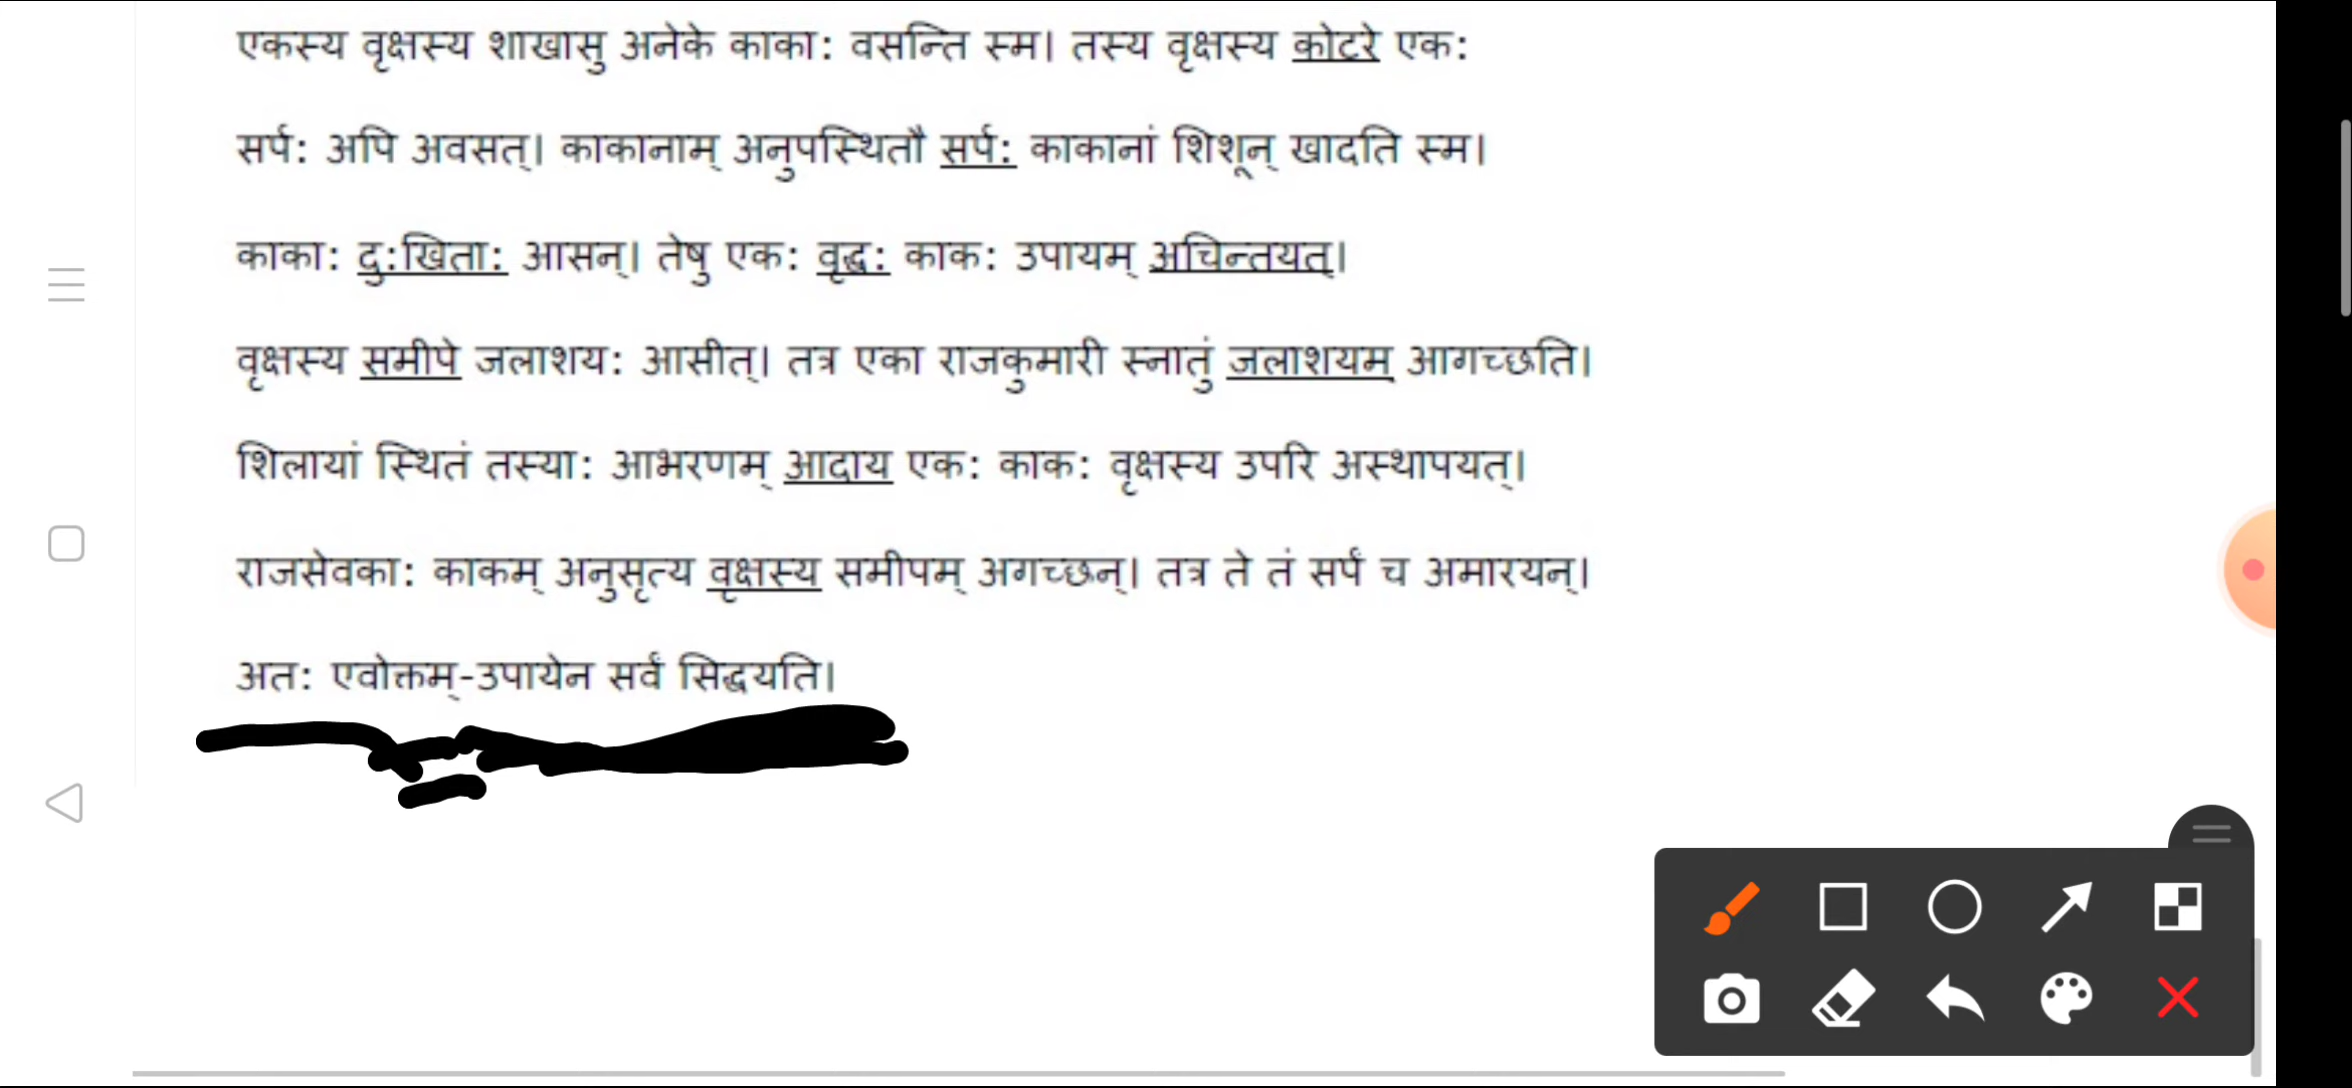 एकस्य वृक्षस्य शाखासु अनेके काका: वसन्ति स्म। तस्य वृक्षस्य कोटरे एक:
सर्प: अपि अवसत्। काकानाम् अनुपस्थितौ सर्प: काकानां शिशून् खादति स्म।
काका: दु:खिता: आसन्। तेषु एक: वृद्ध: काक: उपायम् अचिन्तयत्।
वृक्षस्य समीपे जलाशय: आसीत्। तत्र एका राजकुमारी स्नातुं जलाशयम् आगच्छति।
शिलायां स्थितं तस्या: आभरणम् आदाय एक: काक: वृक्षस्य उपरि अस्थापयत्।
राजसेवका: काकम् अनुसृत्य वृक्षस्य समीपम् अगच्छन्। तत्र ते तं सर्पं च अमारयन्।
अत: एवोक्तम्-उपायेन सर्वं सिद्धयति।